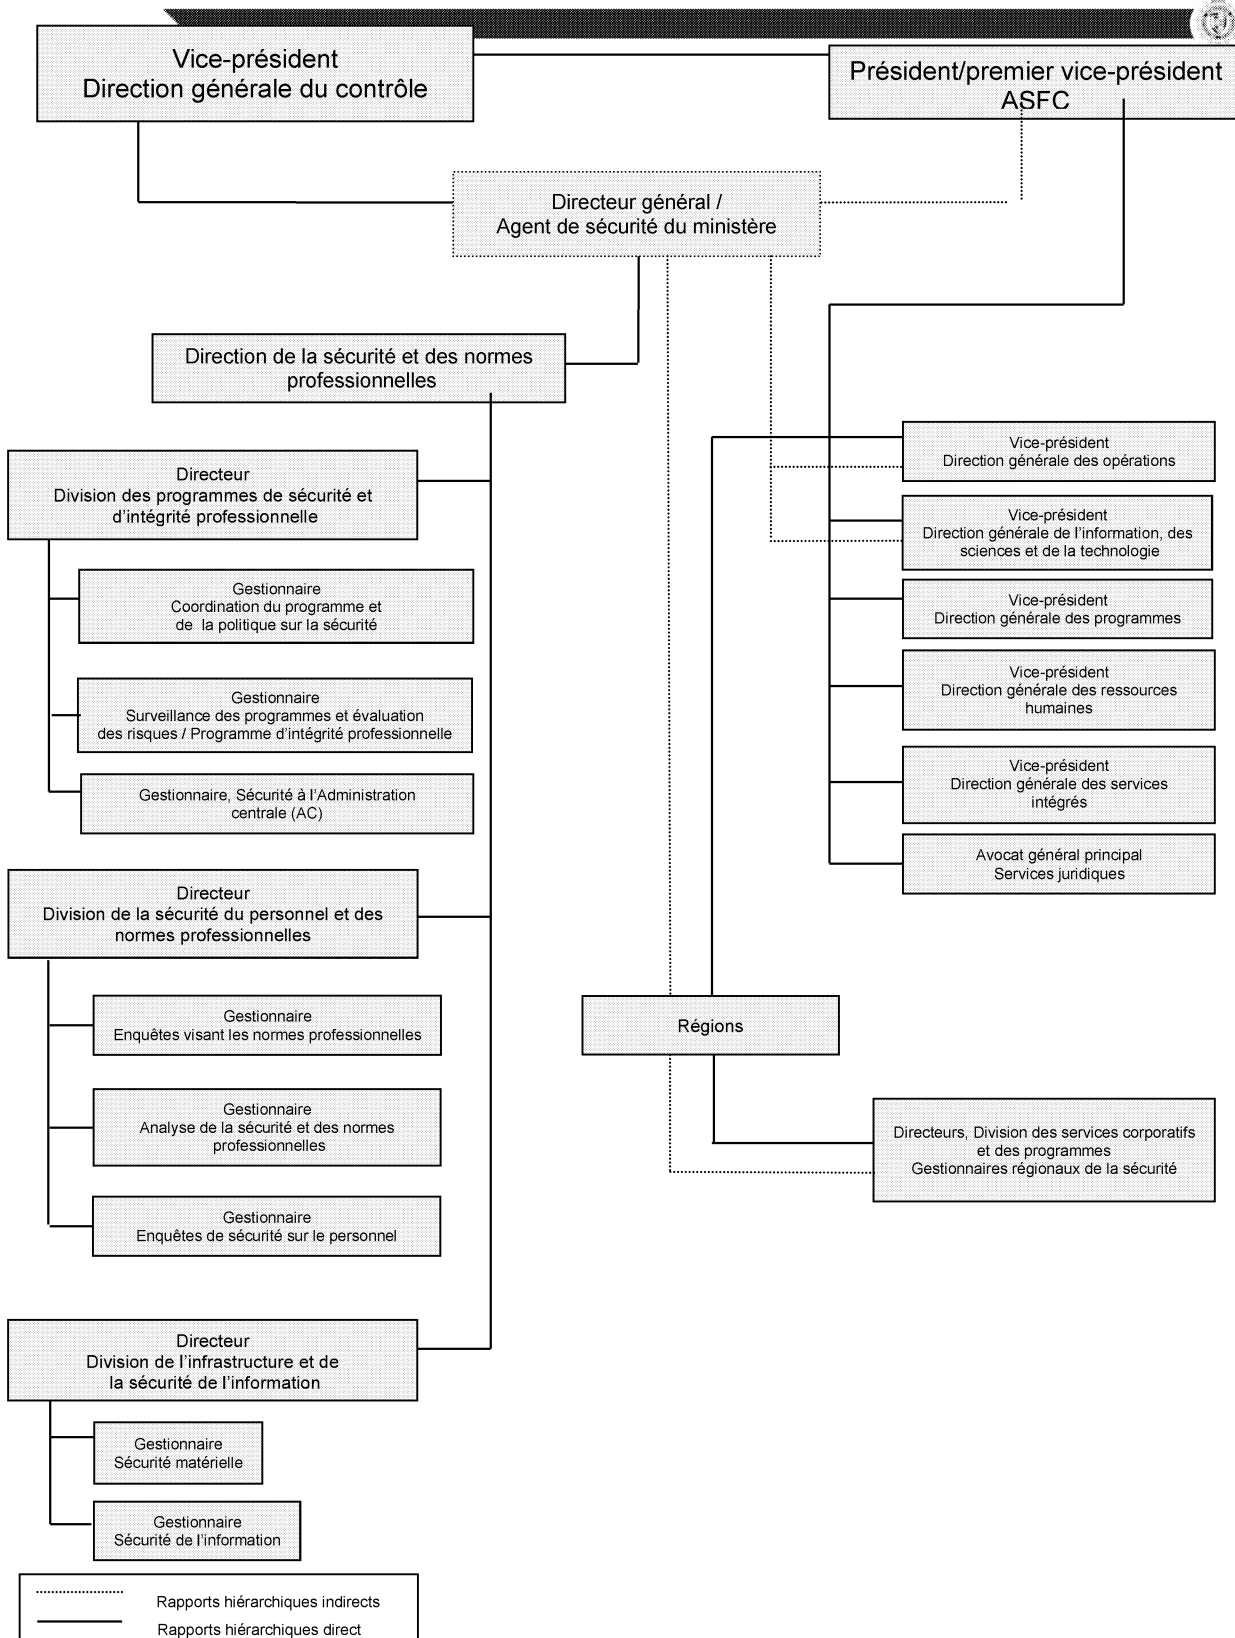 Vice-président
Direction générale du contrôle
Président/premier vice-président
ASFC
Directeur général /
Agent de sécurité du ministère
Direction de la sécurité et des normes
professionnelles
Directeur
Division des programmes de sécurité et
d'intégrité professionnelle
Gestionnaire
Coordination du programme et
de la politique sur la sécurité
Gestionnaire
Surveillance des programmes et évaluation
des risques / Programme d'intégrité professionnelle
Gestionnaire, Sécurité à l'Administration
centrale (AC)
Directeur
Division de la sécurité du personnel et des
normes professionnelles
Gestionnaire
Enquêtes visant les normes professionnelles
Gestionnaire
Analyse de la sécurité et des normes
professionnelles
Gestionnaire
Enquêtes de sécurité sur le personnel
Directeur
Division de l'infrastructure et de
la sécurité de l'information
Gestionnaire
Sécurité matérielle
Gestionnaire
Sécurité de l'information
Vice-président
Direction générale des opérations
Vice-président
Direction générale de l'information, des
sciences et de la technologie
Vice-président
Direction générale des programmes
Vice-président
Direction générale des ressources
humaines
Vice-président
Direction générale des services
intégrés
Avocat général principal
Services juridiques
Régions
Directeurs, Division des services corporatifs
et des programmes
Gestionnaires régionaux de la sécurité
Rapports hiérarchiques indirects
Rapports hiérarchiques direct